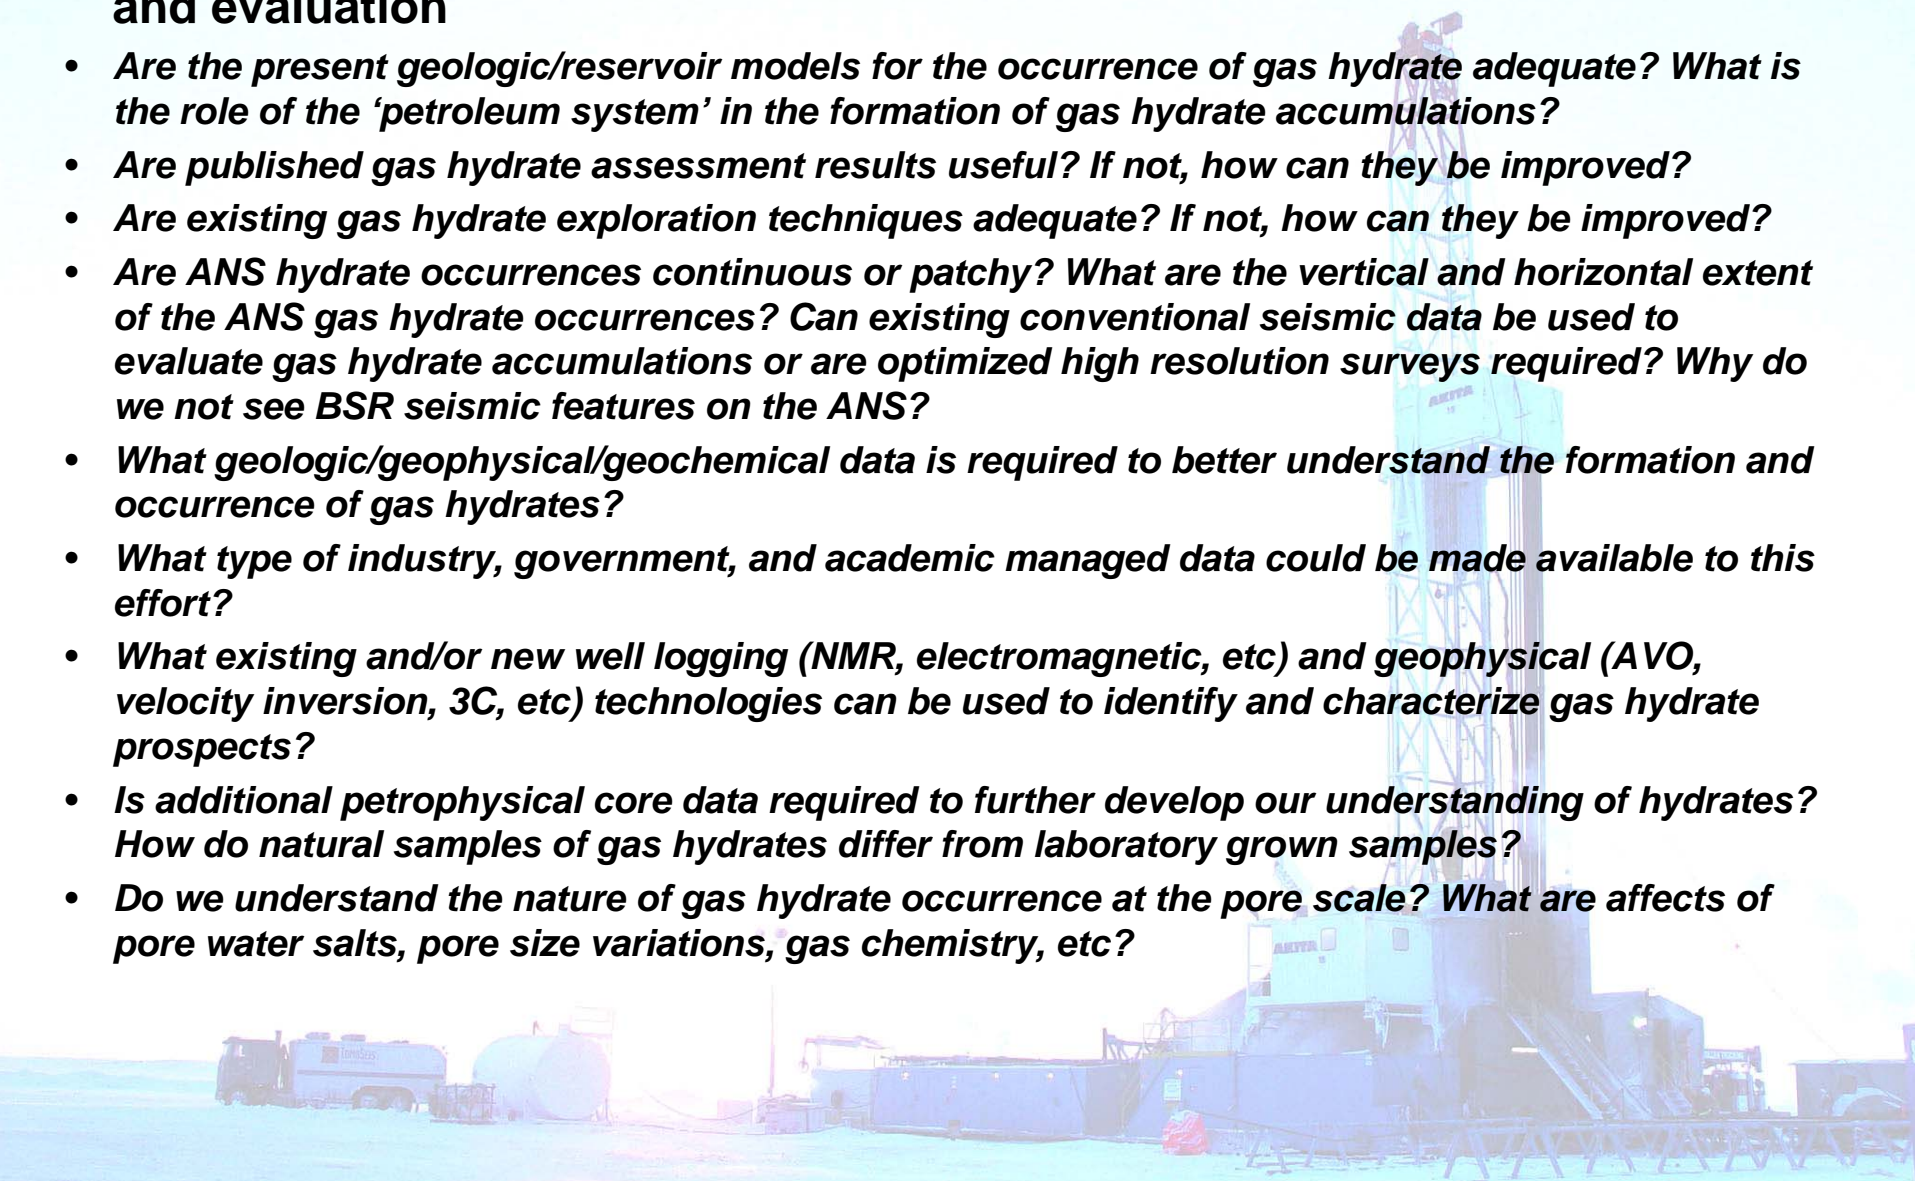 and evaluation
• Are the present geologic/reservoir models for the occurrence of gas hydrate adequate? What is
the role of the ‘petroleum system’ in the formation of gas hydrate accumulations?
• Are published gas hydrate assessment results useful? If not, how can they be improved?
• Are existing gas hydrate exploration techniques adequate? If not, how can they be improved?
• Are ANS hydrate occurrences continuous or patchy? What are the vertical and horizontal extent
of the ANS gas hydrate occurrences? Can existing conventional seismic data be used to
evaluate gas hydrate accumulations or are optimized high resolution surveys required? Why do
we not see BSR seismic features on the ANS?
• What geologic/geophysical/geochemical data is required to better understand the formation and
occurrence of gas hydrates?
• What type of industry, government, and academic managed data could be made available to this
effort?
• What existing and/or new well logging (NMR, electromagnetic, etc) and geophysical (AVO,
velocity inversion, 3C, etc) technologies can be used to identify and characterize gas hydrate
prospects?
• Is additional petrophysical core data required to further develop our understanding of hydrates?
How do natural samples of gas hydrates differ from laboratory grown samples?
• Do we understand the nature of gas hydrate occurrence at the pore scale? What are affects of
pore water salts, pore size variations, gas chemistry, etc?
AKITA
AKITA